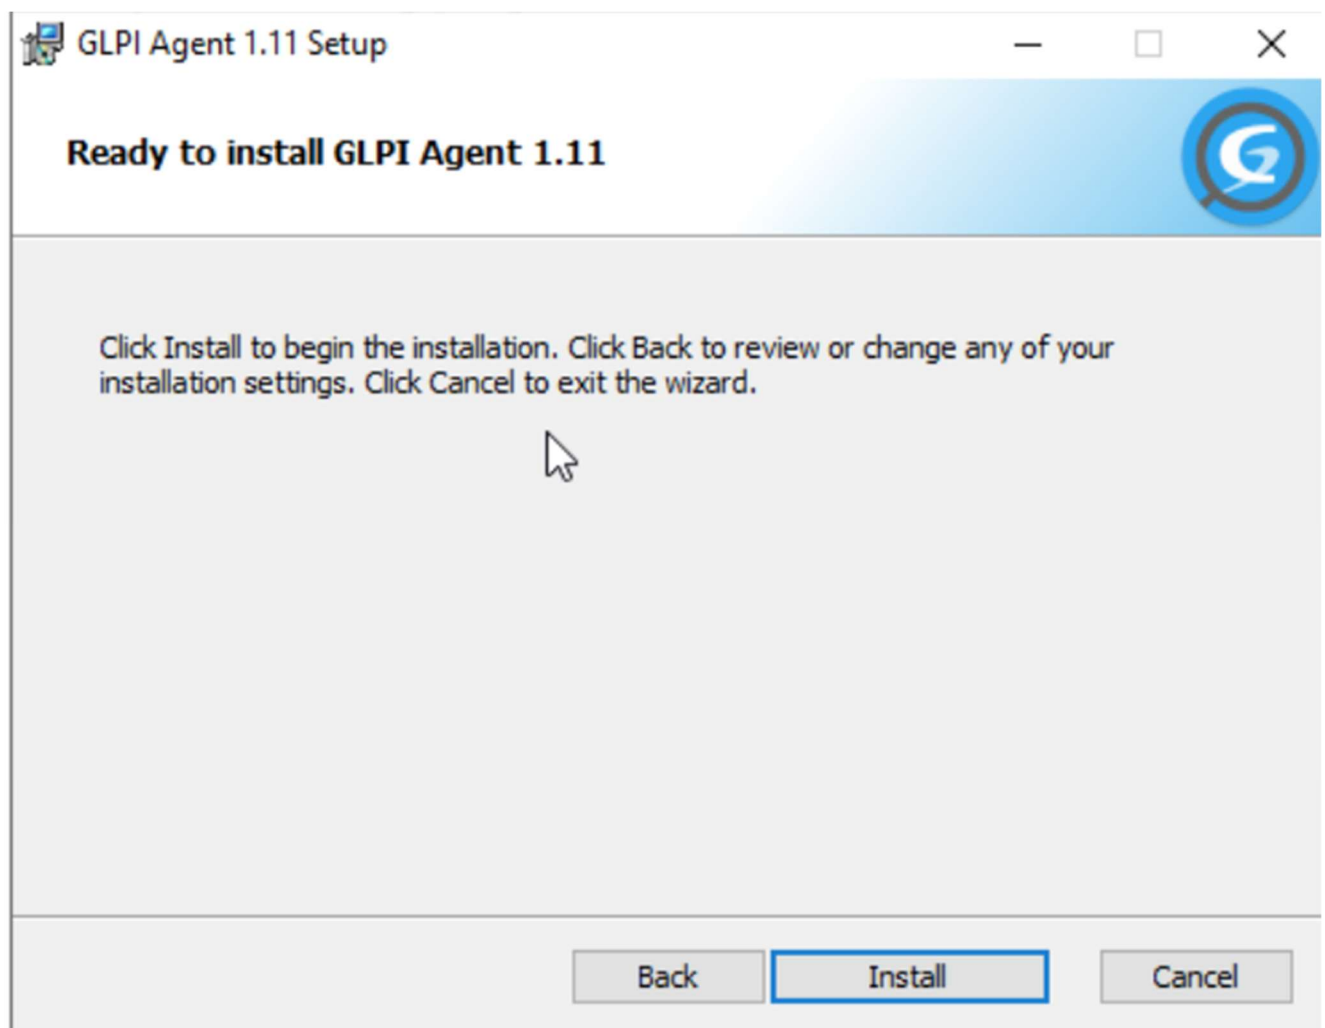 GLPI Agent 1.11 Setup
Ready to install GLPI Agent 1.11
Click Install to begin the installation. Click Back to review or change any of your
installation settings. Click Cancel to exit the wizard.
Back
Install
Cancel